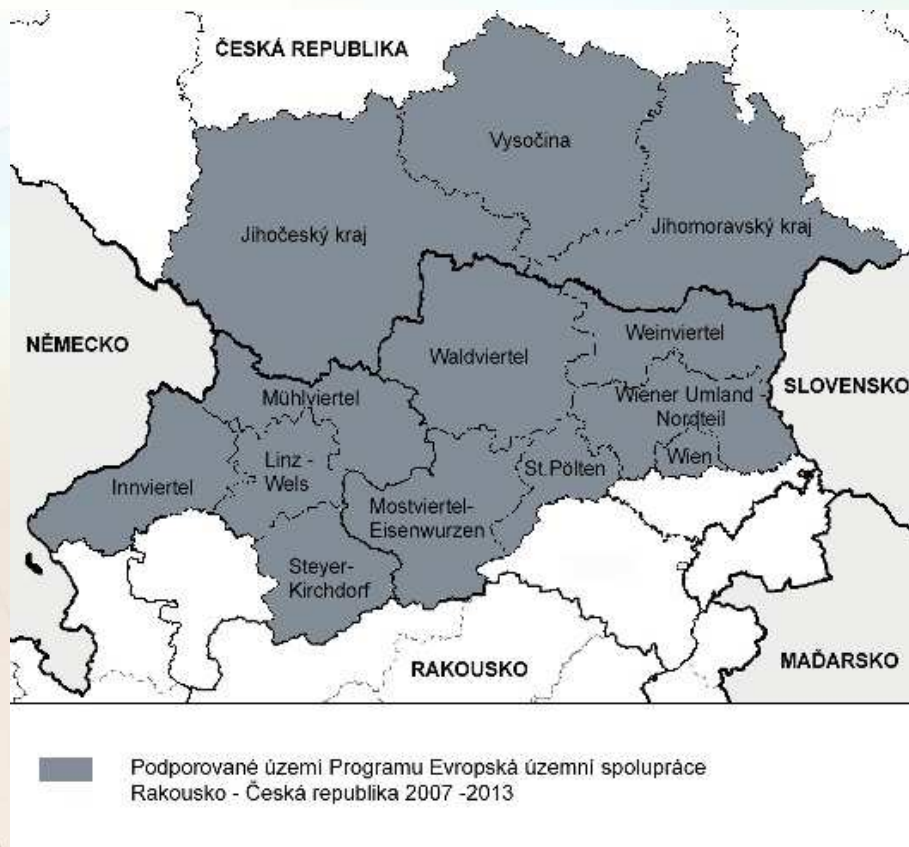 ČESKÁ REPUBLIKA
Vysočina
Jihočeský kraj
Jihomoravský kraj
NĚMECKO
Waldviertel
Weinviertel
SLOVENSKO
Mühlviertel
Wiener Umland -
Nordteil
Innviertel
Linz -
Wels
St.Pölten
Wien
Mostviertel-
Eisenwurzen
Steyer-
Kirchdorf
RAKOUSKO
MAĎARSKO
Podporované území Programu Evropská územní spolupráce
Rakousko - Česká republika 2007 -2013